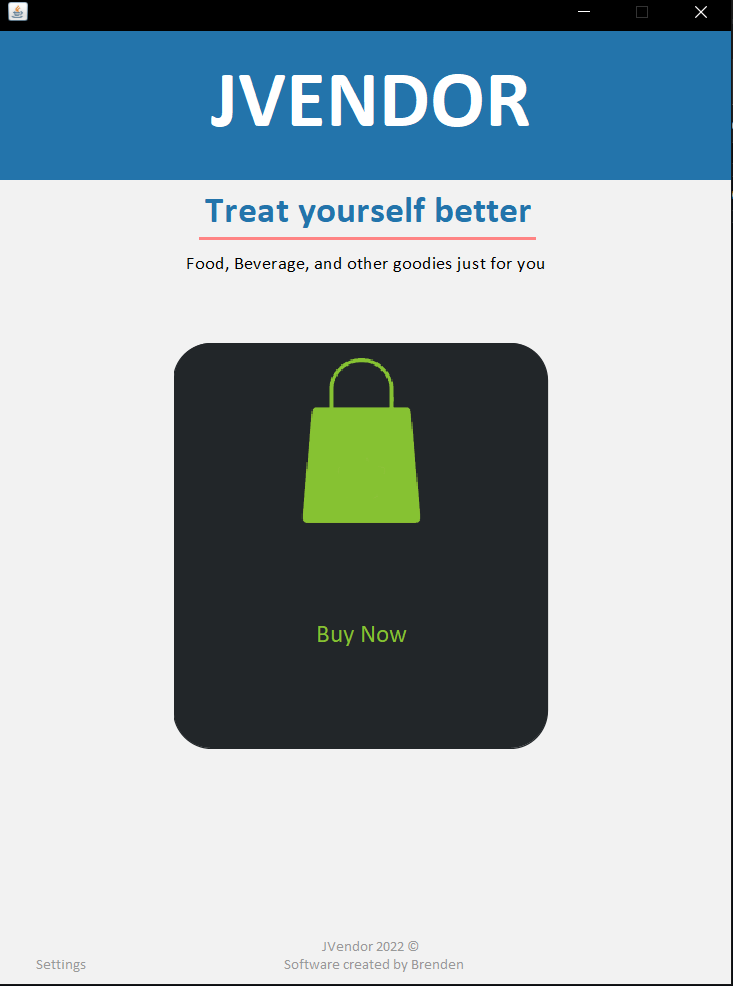 JVENDOR
Treat yourself better
Food, Beverage, and other goodies just for you
Buy Now
JVendor 2022 ©
Settings
Software created by Brenden